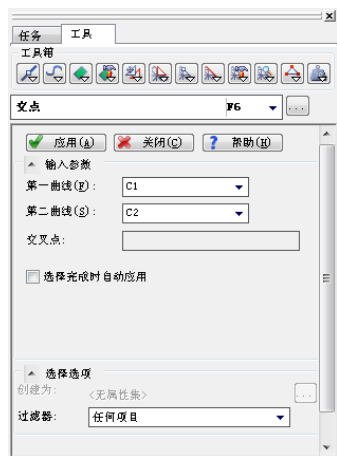 任务 工具
工具箱
交点 F6 ...
应用(A) 关闭(C) ? 帮助(H)
输入参数
第一曲线(F): C1
第二曲线(S): C2
交叉点:
选择完成时自动应用
选择选项
创建为: <无属性集> ...
过滤器: 任何项目